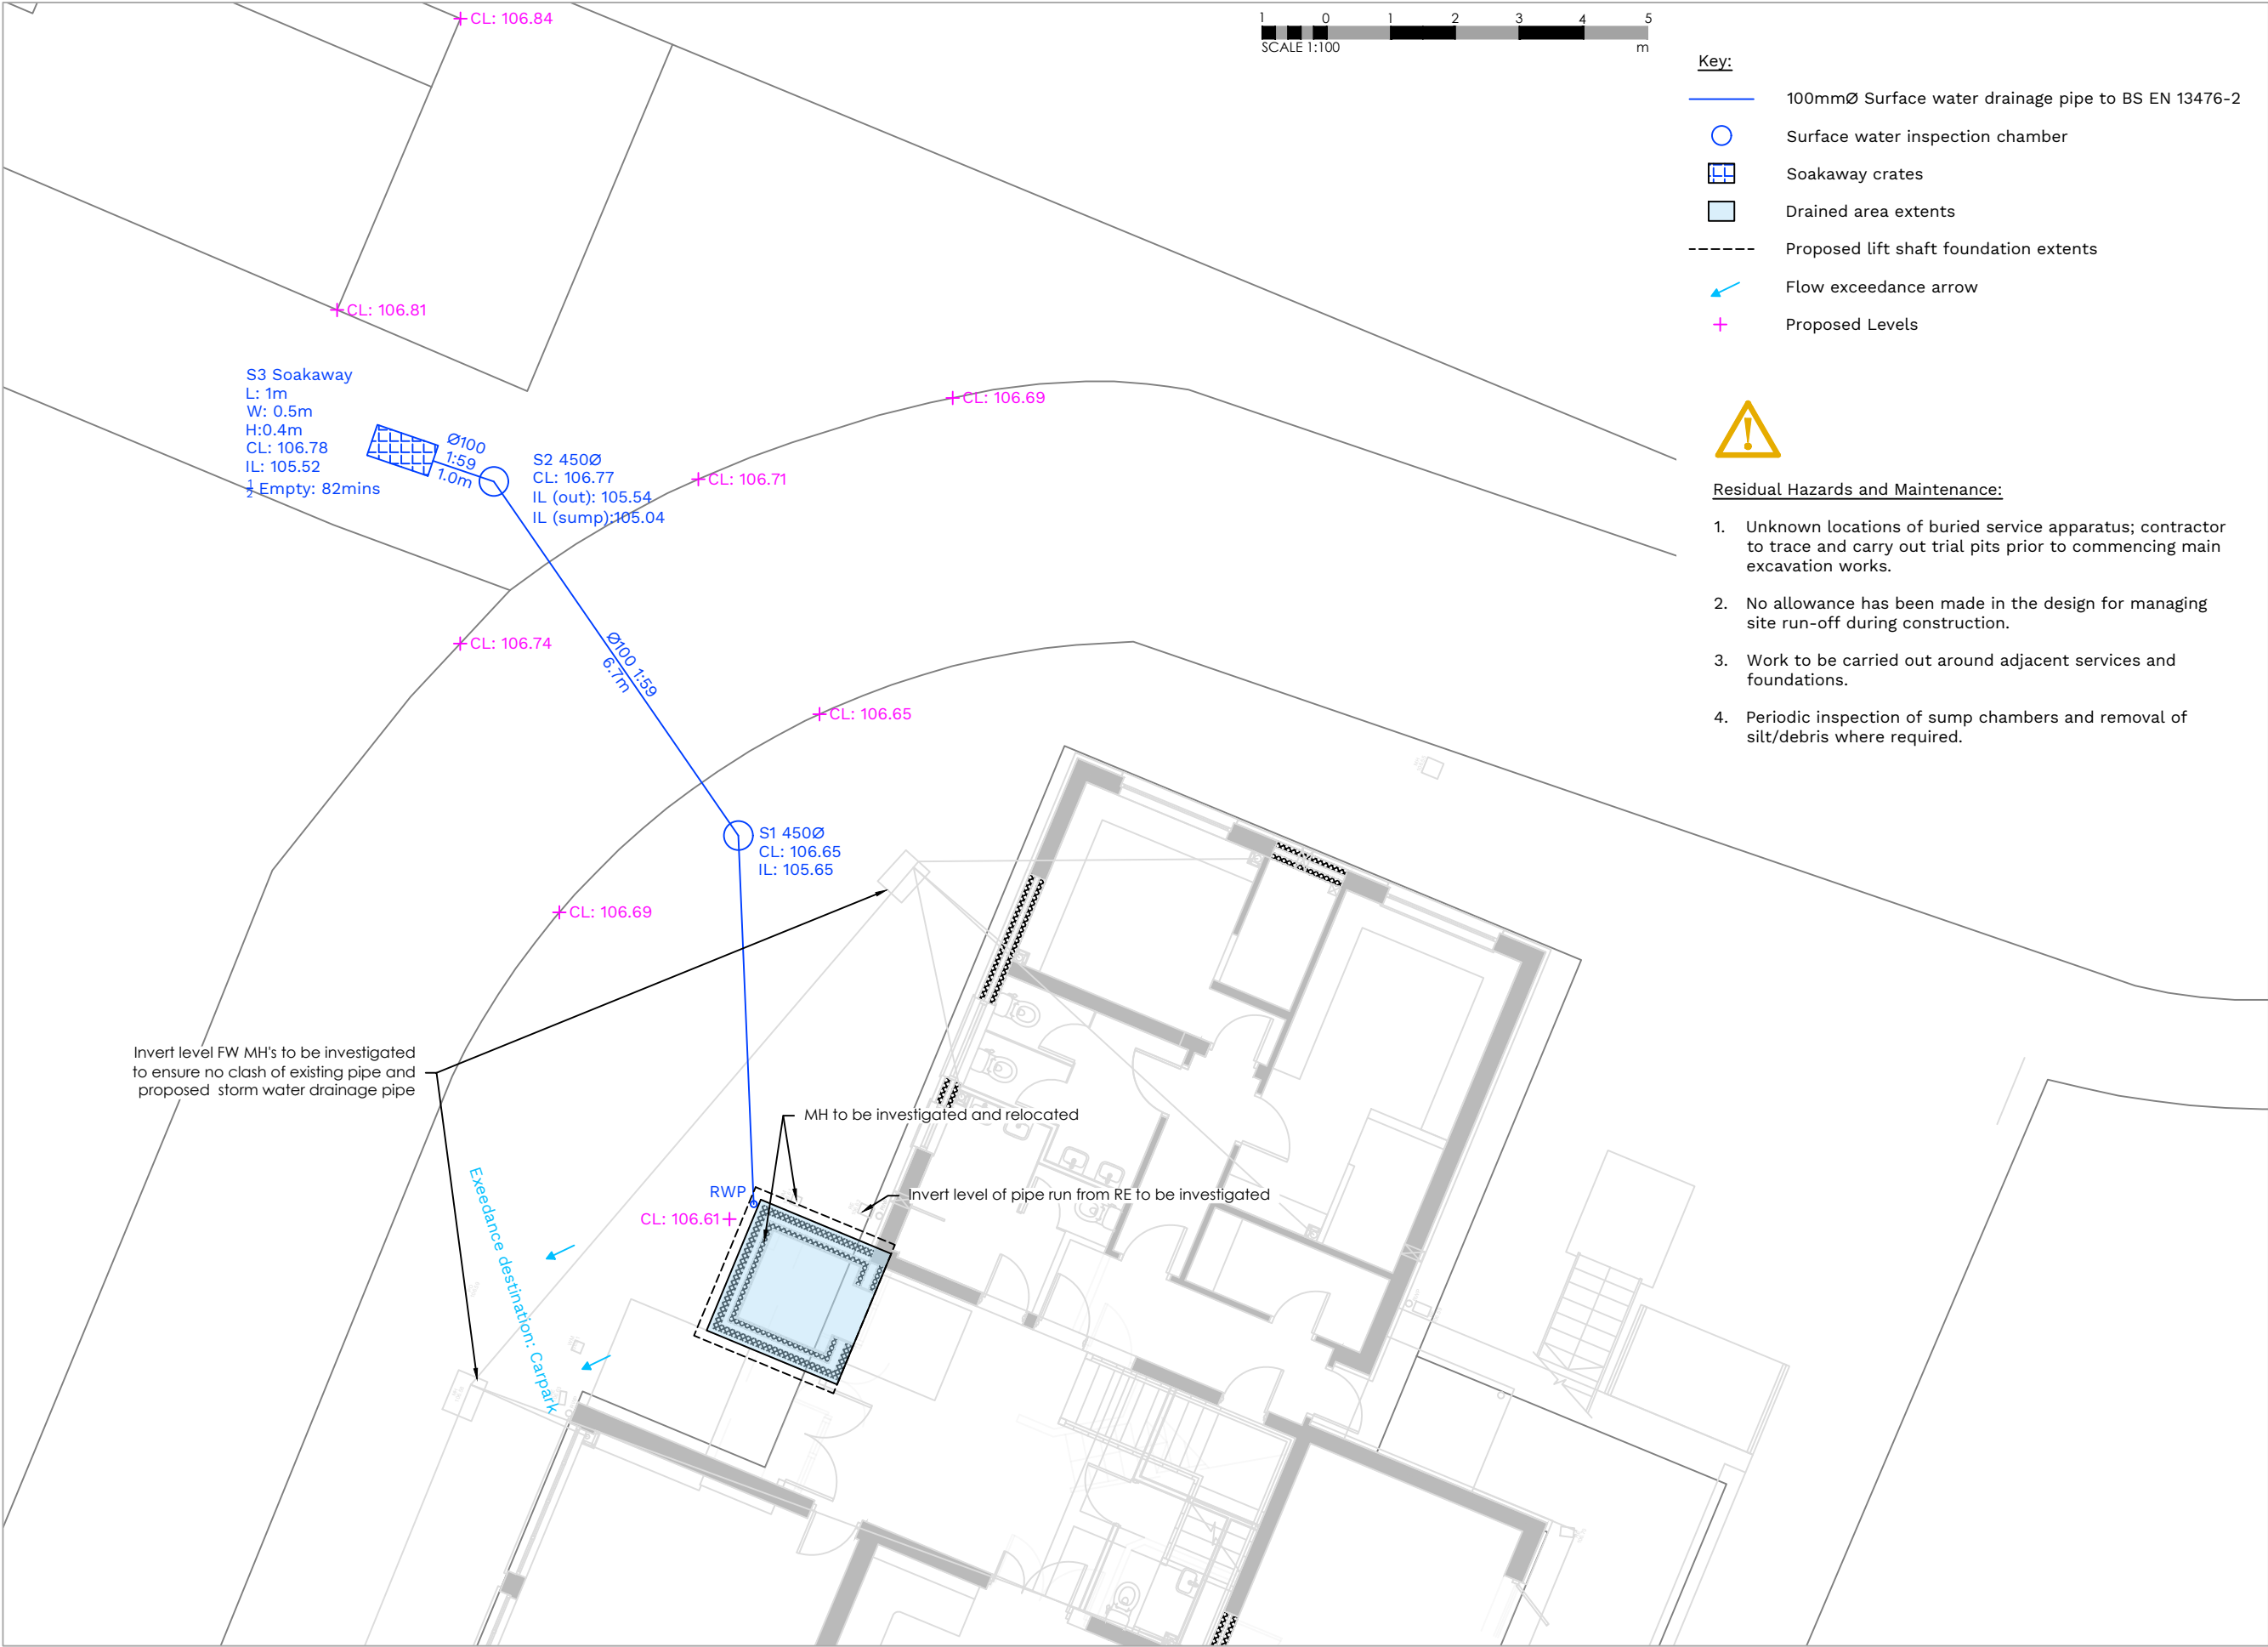 CL: 106.84
1 0 1 2 3 4 5
SCALE 1:100 m
Key:
100mmØ Surface water drainage pipe to BS EN 13476-2
Surface water inspection chamber
Soakaway crates
Drained area extents
Proposed lift shaft foundation extents
Flow exceedance arrow
Proposed Levels
CL: 106.81
S3 Soakaway
L: 1m
W: 0.5m
H:0.4m
CL: 106.78
IL: 105.52
½ Empty: 82mins
Ø100
1:59
1.0m
S2 450Ø
CL: 106.77
IL (out): 105.54
IL (sump):105.04
CL: 106.69
CL: 106.71
Residual Hazards and Maintenance:
1. Unknown locations of buried service apparatus; contractor
to trace and carry out trial pits prior to commencing main
excavation works.
2. No allowance has been made in the design for managing
site run-off during construction.
3. Work to be carried out around adjacent services and
foundations.
4. Periodic inspection of sump chambers and removal of
silt/debris where required.
CL: 106.74
Ø100 1:59
6.7m
CL: 106.65
S1 450Ø
CL: 106.65
IL: 105.65
CL: 106.69
Invert level FW MH's to be investigated
to ensure no clash of existing pipe and
proposed storm water drainage pipe
MH to be investigated and relocated
RWP
CL: 106.61
Invert level of pipe run from RE to be investigated
Exeedance destination: Carpark